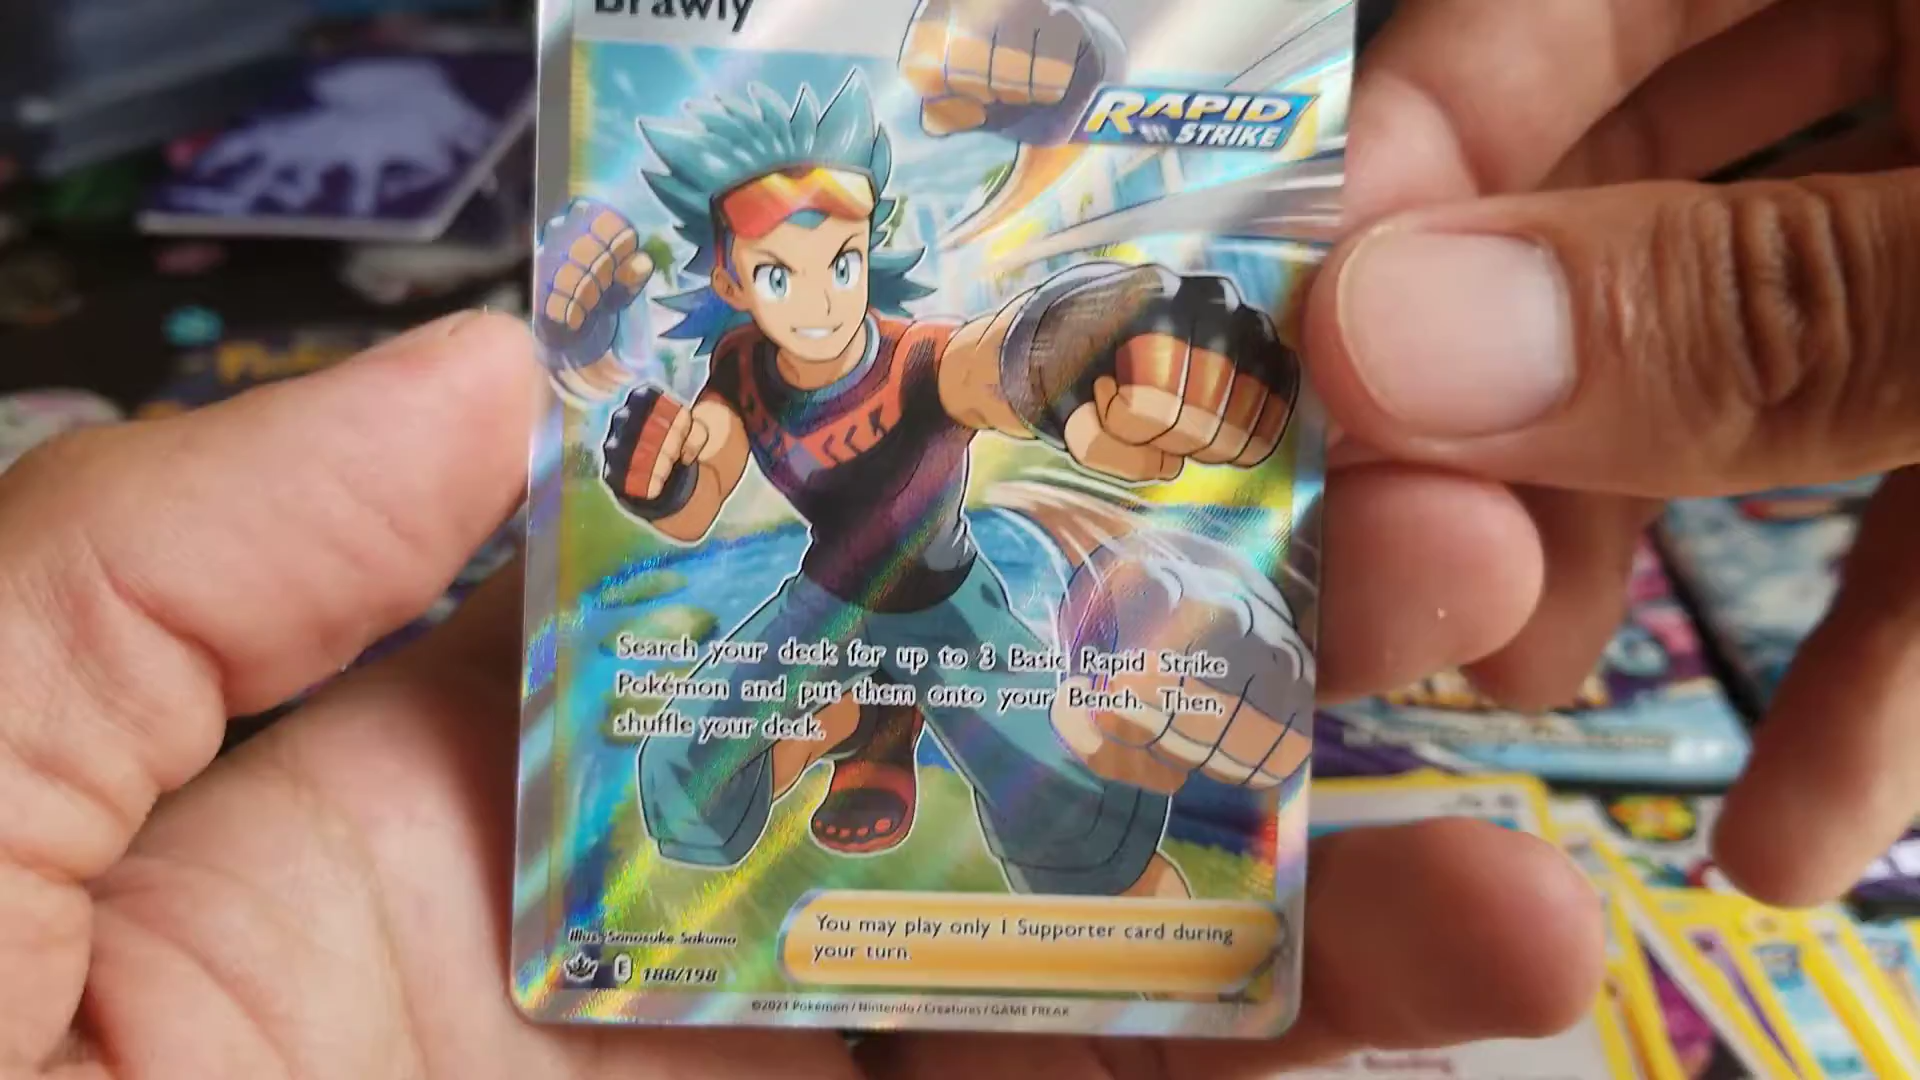 Brawly
RAPID
STRIKE
Search your deck for up to 3 Basic Rapid Strike
Pokémon and put them onto your Bench. Then,
shuffle your deck.
You may play only 1 Supporter card during
your turn.
Illus. Sanosuke Sakuma
E 188/198
©2021 Pokémon / Nintendo / Creatures / GAME FREAK